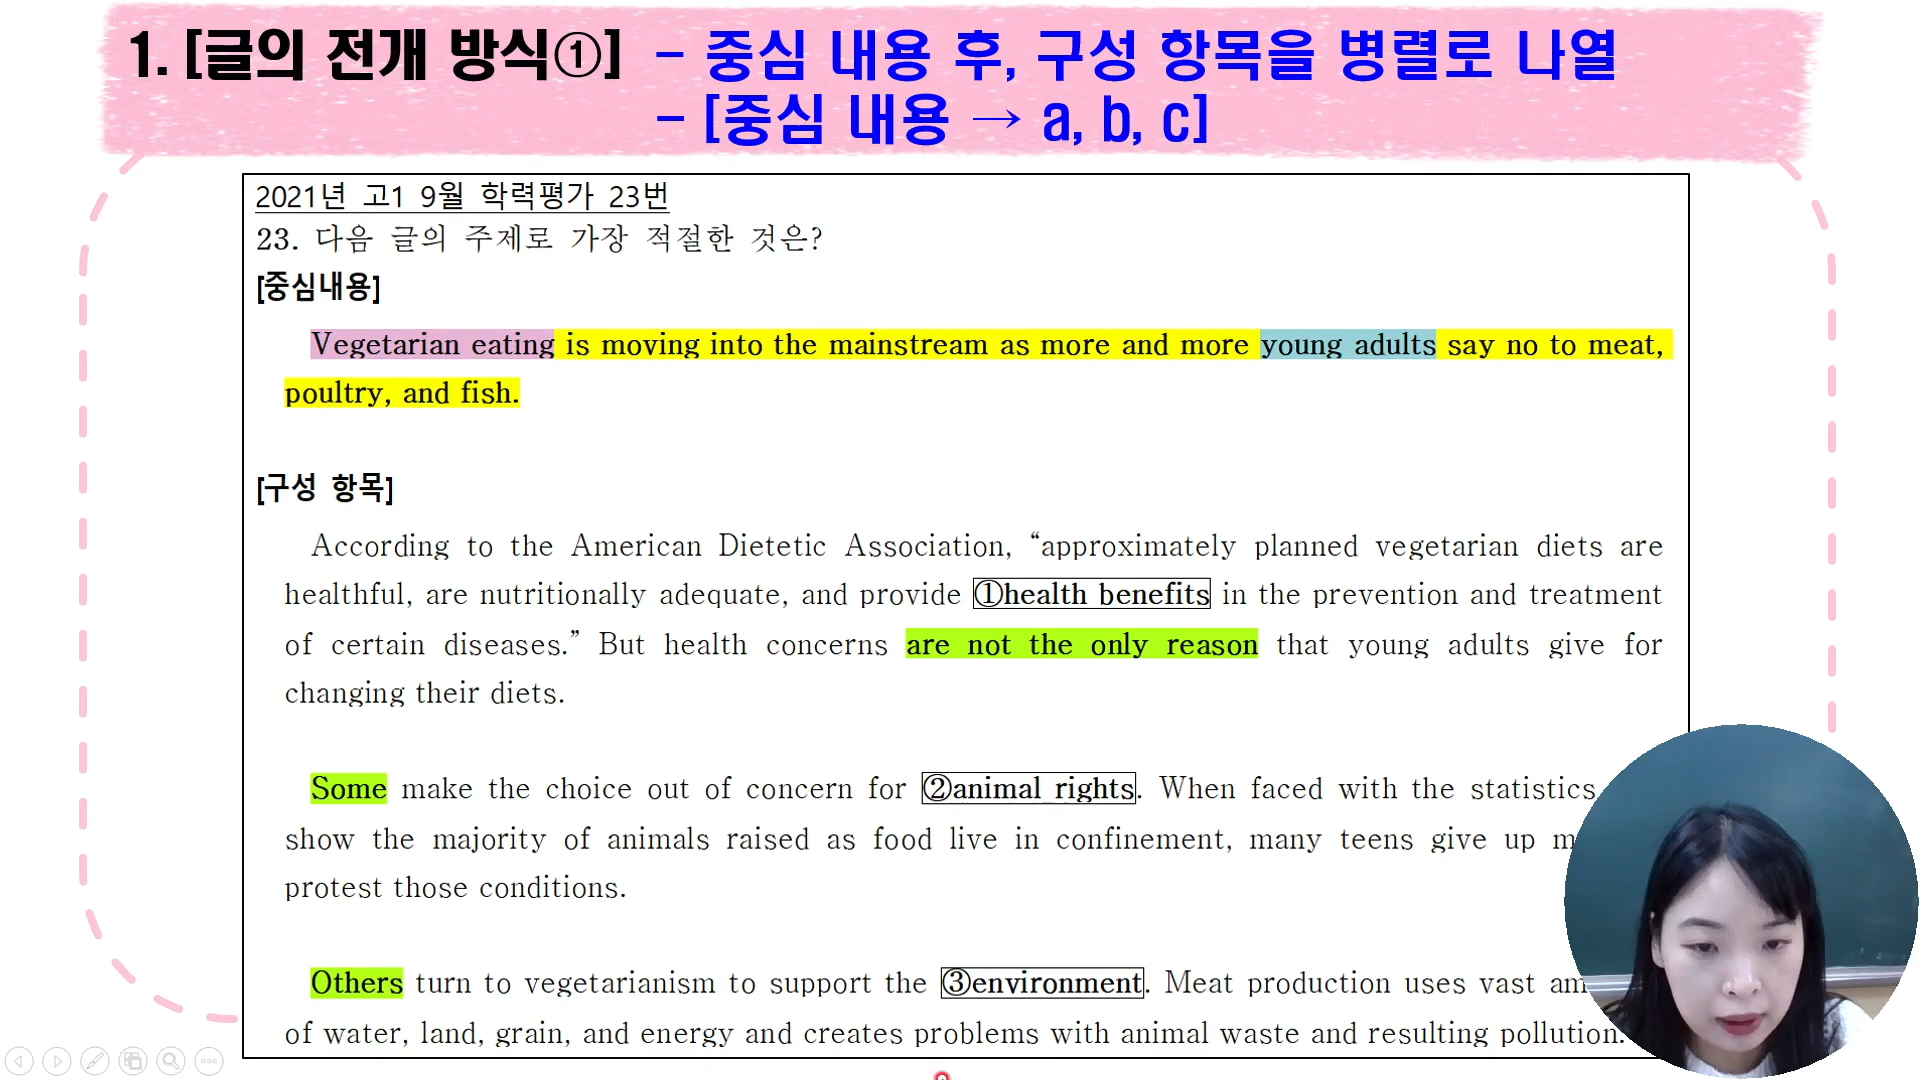 1. [글의 전개 방식①] - 중심 내용 후, 구성 항목을 병렬로 나열
- [중심 내용 → a, b, c]
2021년 고1 9월 학력평가 23번
23. 다음 글의 주제로 가장 적절한 것은?
[중심내용]
Vegetarian eating is moving into the mainstream as more and more young adults say no to meat,
poultry, and fish.
[구성 항목]
According to the American Dietetic Association, “approximately planned vegetarian diets are
healthful, are nutritionally adequate, and provide ①health benefits in the prevention and treatment
of certain diseases.” But health concerns are not the only reason that young adults give for
changing their diets.
Some make the choice out of concern for ②animal rights. When faced with the statistics
show the majority of animals raised as food live in confinement, many teens give up
protest those conditions.
Others turn to vegetarianism to support the ③environment. Meat production uses vast
of water, land, grain, and energy and creates problems with animal waste and resulting pollution.